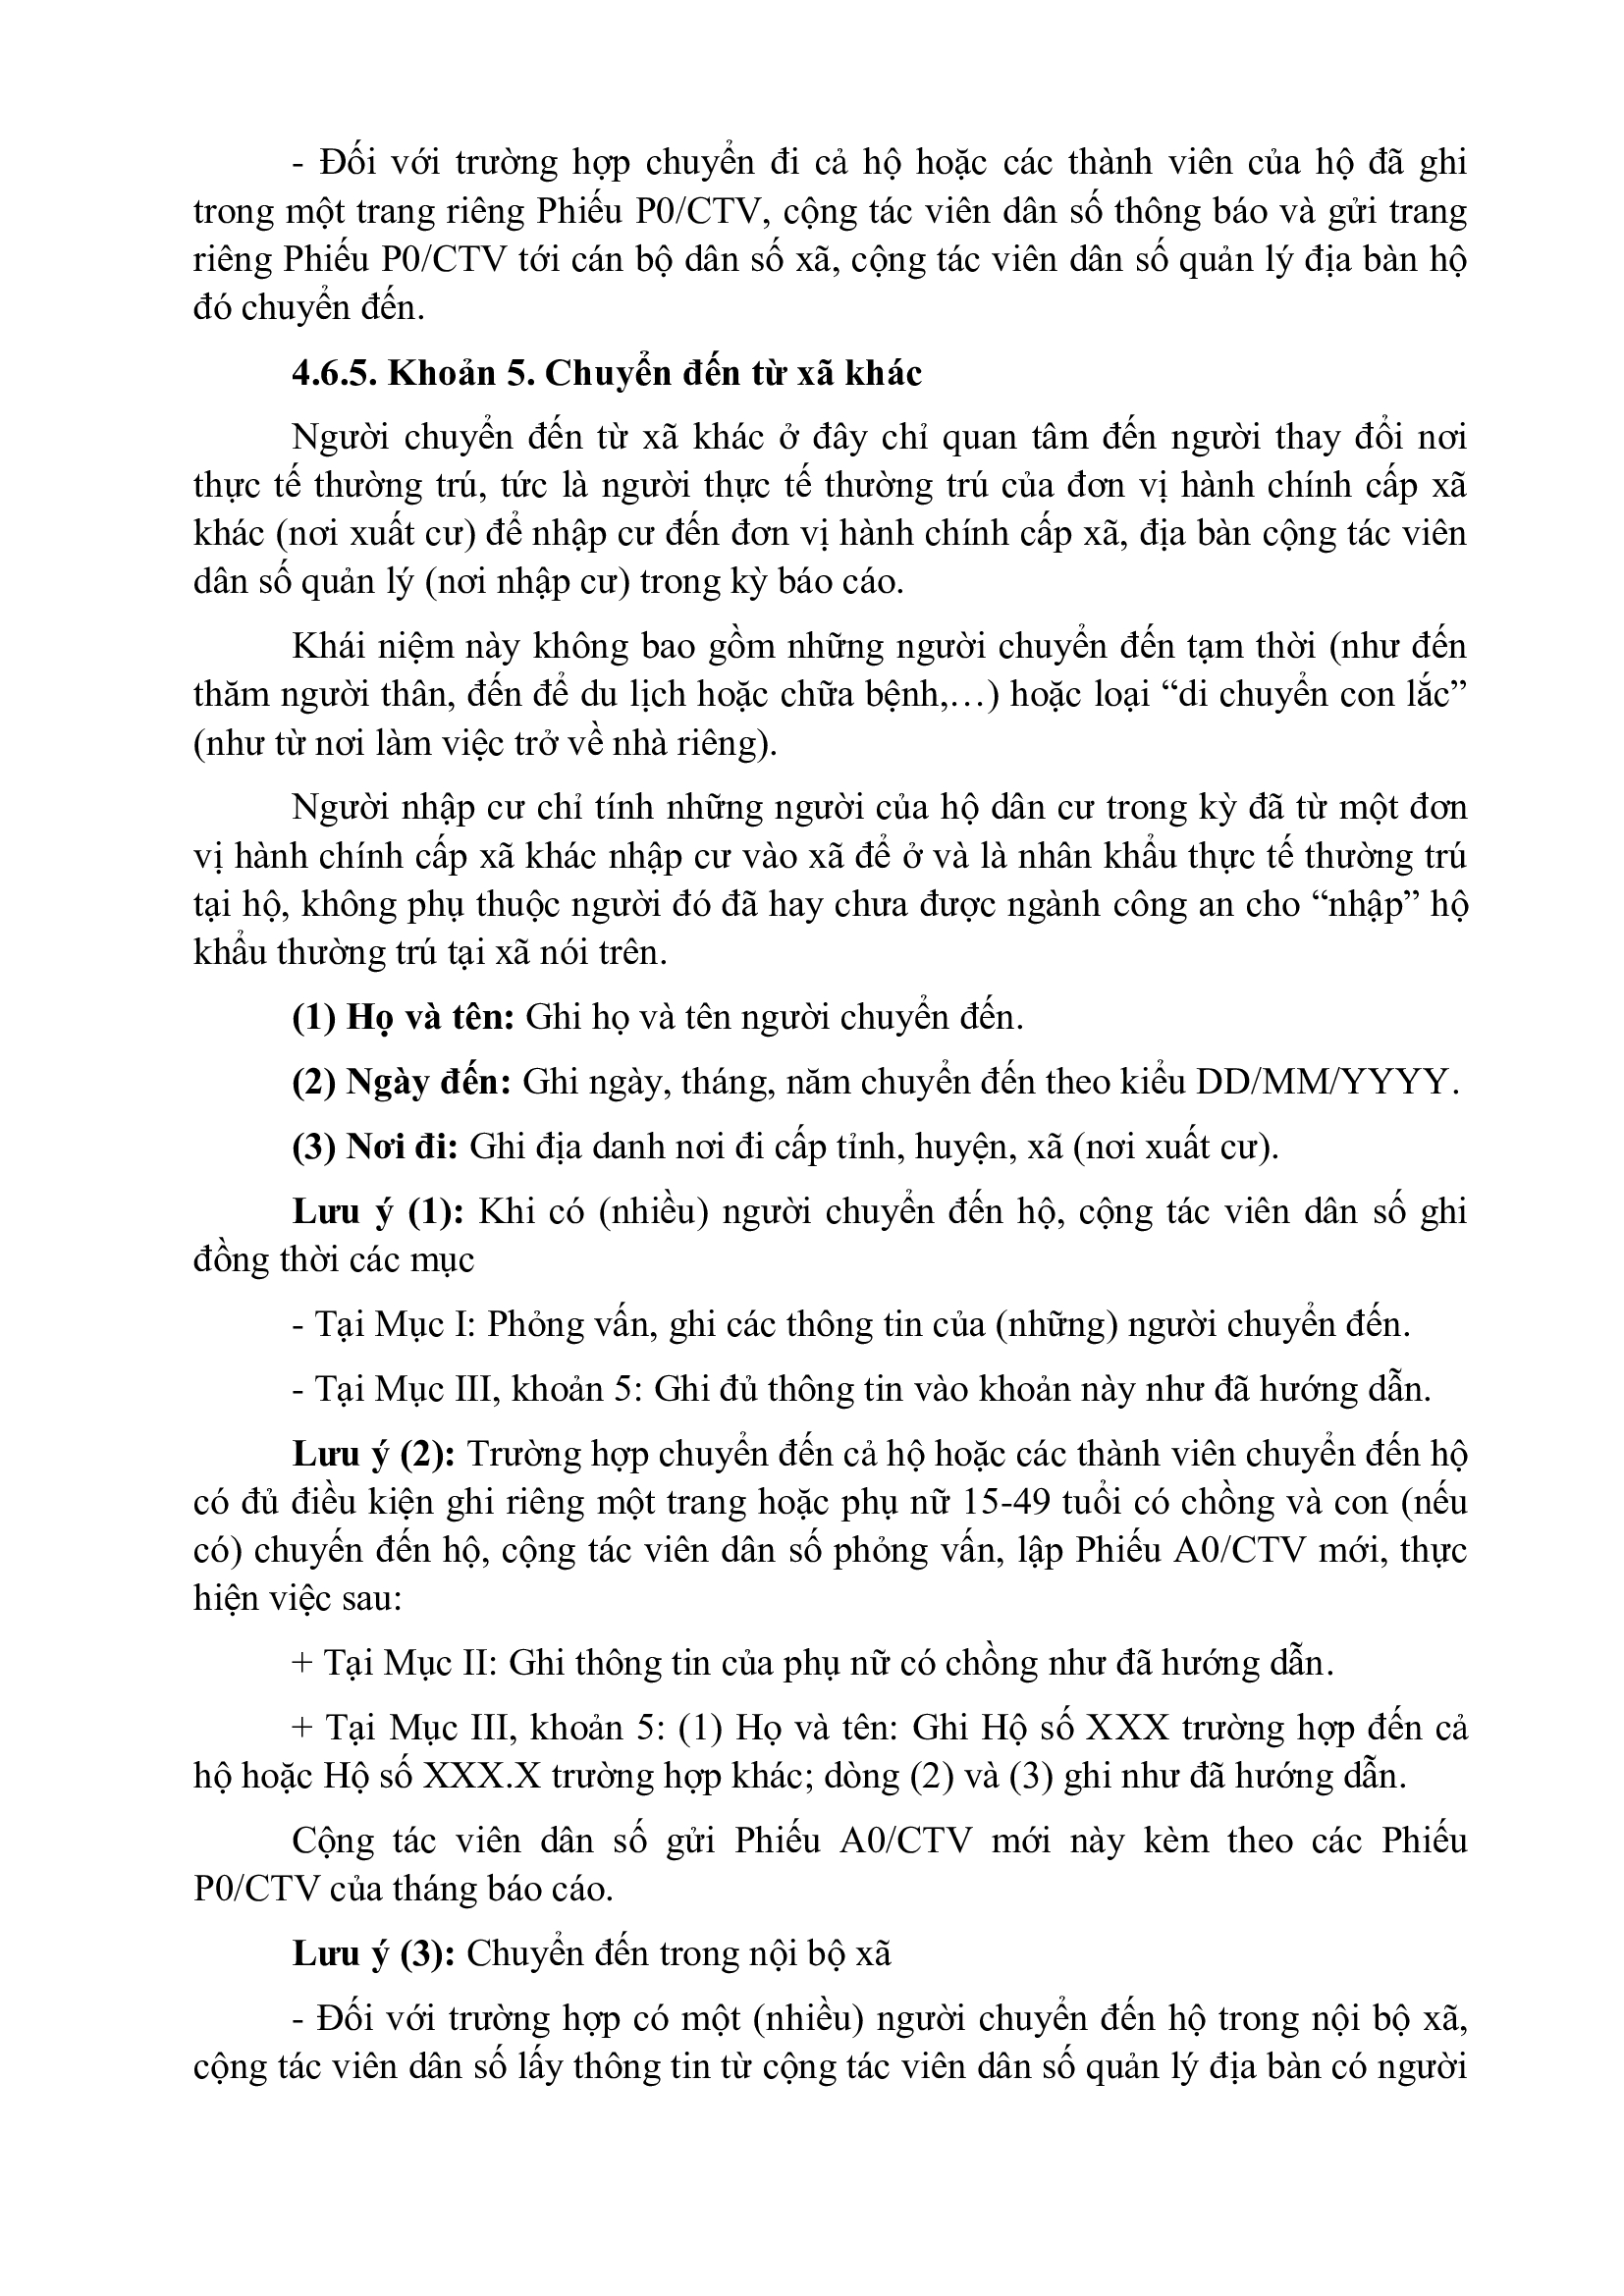 - Đối với trường hợp chuyển đi cả hộ hoặc các thành viên của hộ đã ghi
trong một trang riêng Phiếu P0/CTV, cộng tác viên dân số thông báo và gửi trang
riêng Phiếu P0/CTV tới cán bộ dân số xã, cộng tác viên dân số quản lý địa bàn hộ
đó chuyển đến.
4.6.5. Khoản 5. Chuyển đến từ xã khác
Người chuyển đến từ xã khác ở đây chỉ quan tâm đến người thay đổi nơi
thực tế thường trú, tức là người thực tế thường trú của đơn vị hành chính cấp xã
khác (nơi xuất cư) để nhập cư đến đơn vị hành chính cấp xã, địa bàn cộng tác viên
dân số quản lý (nơi nhập cư) trong kỳ báo cáo.
Khái niệm này không bao gồm những người chuyển đến tạm thời (như đến
thăm người thân, đến để du lịch hoặc chữa bệnh,…) hoặc loại “di chuyển con lắc”
(như từ nơi làm việc trở về nhà riêng).
Người nhập cư chỉ tính những người của hộ dân cư trong kỳ đã từ một đơn
vị hành chính cấp xã khác nhập cư vào xã để ở và là nhân khẩu thực tế thường trú
tại hộ, không phụ thuộc người đó đã hay chưa được ngành công an cho “nhập” hộ
khẩu thường trú tại xã nói trên.
(1) Họ và tên: Ghi họ và tên người chuyển đến.
(2) Ngày đến: Ghi ngày, tháng, năm chuyển đến theo kiểu DD/MM/YYYY.
(3) Nơi đi: Ghi địa danh nơi đi cấp tỉnh, huyện, xã (nơi xuất cư).
Lưu ý (1): Khi có (nhiều) người chuyển đến hộ, cộng tác viên dân số ghi
đồng thời các mục
- Tại Mục I: Phỏng vấn, ghi các thông tin của (những) người chuyển đến.
- Tại Mục III, khoản 5: Ghi đủ thông tin vào khoản này như đã hướng dẫn.
Lưu ý (2): Trường hợp chuyển đến cả hộ hoặc các thành viên chuyển đến hộ
có đủ điều kiện ghi riêng một trang hoặc phụ nữ 15-49 tuổi có chồng và con (nếu
có) chuyến đến hộ, cộng tác viên dân số phỏng vấn, lập Phiếu A0/CTV mới, thực
hiện việc sau:
+ Tại Mục II: Ghi thông tin của phụ nữ có chồng như đã hướng dẫn.
+ Tại Mục III, khoản 5: (1) Họ và tên: Ghi Hộ số XXX trường hợp đến cả
hộ hoặc Hộ số XXX.X trường hợp khác; dòng (2) và (3) ghi như đã hướng dẫn.
Cộng tác viên dân số gửi Phiếu A0/CTV mới này kèm theo các Phiếu
P0/CTV của tháng báo cáo.
Lưu ý (3): Chuyển đến trong nội bộ xã
- Đối với trường hợp có một (nhiều) người chuyển đến hộ trong nội bộ xã,
cộng tác viên dân số lấy thông tin từ cộng tác viên dân số quản lý địa bàn có người